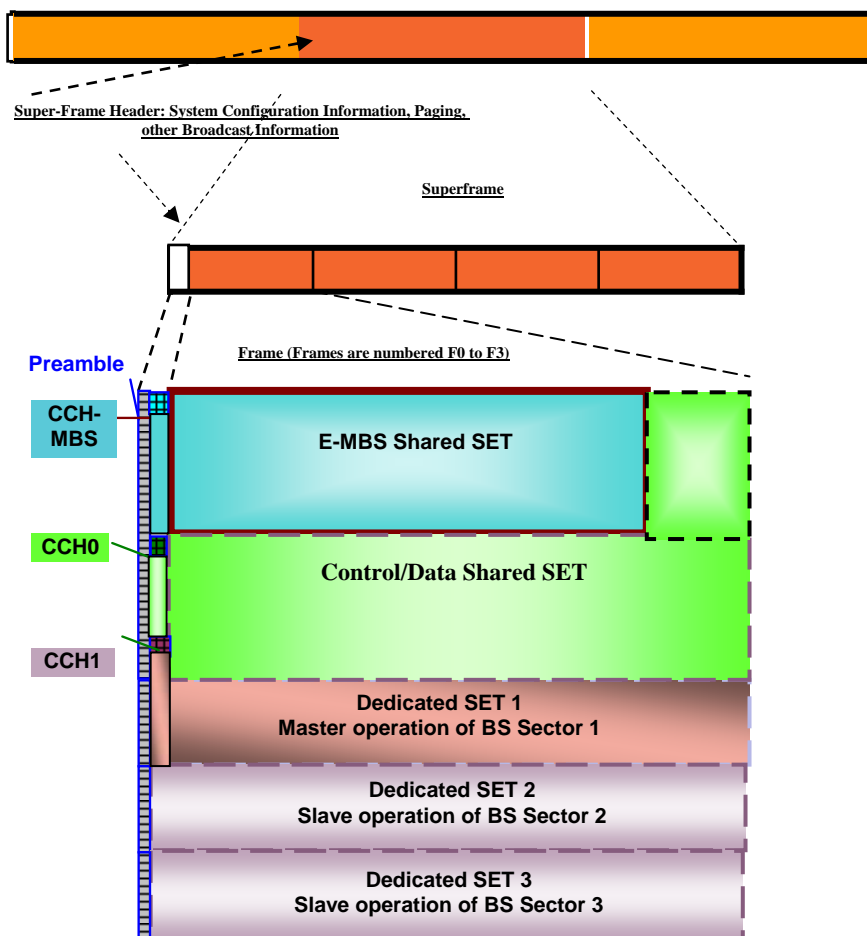 Super-Frame Header: System Configuration Information, Paging,
other Broadcast Information
Superframe
Frame (Frames are numbered F0 to F3)
Preamble
CCH-
MBS
E-MBS Shared SET
CCH0
Control/Data Shared SET
CCH1
Dedicated SET 1
Master operation of BS Sector 1
Dedicated SET 2
Slave operation of BS Sector 2
Dedicated SET 3
Slave operation of BS Sector 3